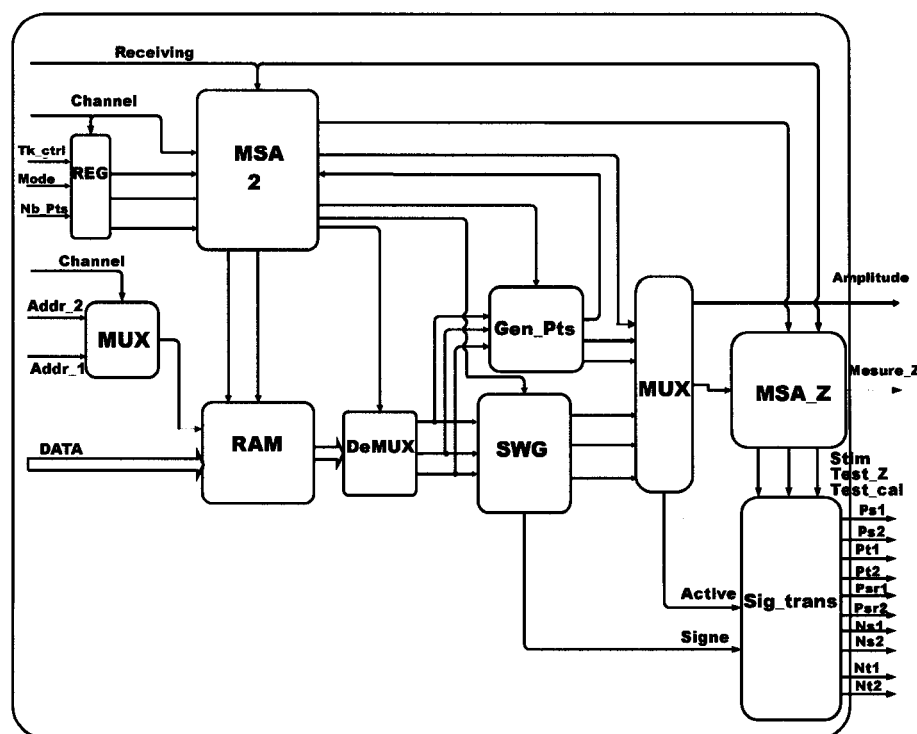 Receiving
Channel
Tk_ctrl
REG
Mode
Nb_Pts
MSA
2
Channel
Addr_2
MUX
Addr_1
DATA
RAM
DeMUX
Gen_Pts
SWG
MUX
Amplitude
Mesure_Z
MSA_Z
Stim
Test_Z
Test_cal
Ps1
Ps2
Pt1
Pt2
Psr1
Psr2
Ns1
Ns2
Nt1
Nt2
Active
Sig_trans
Signe